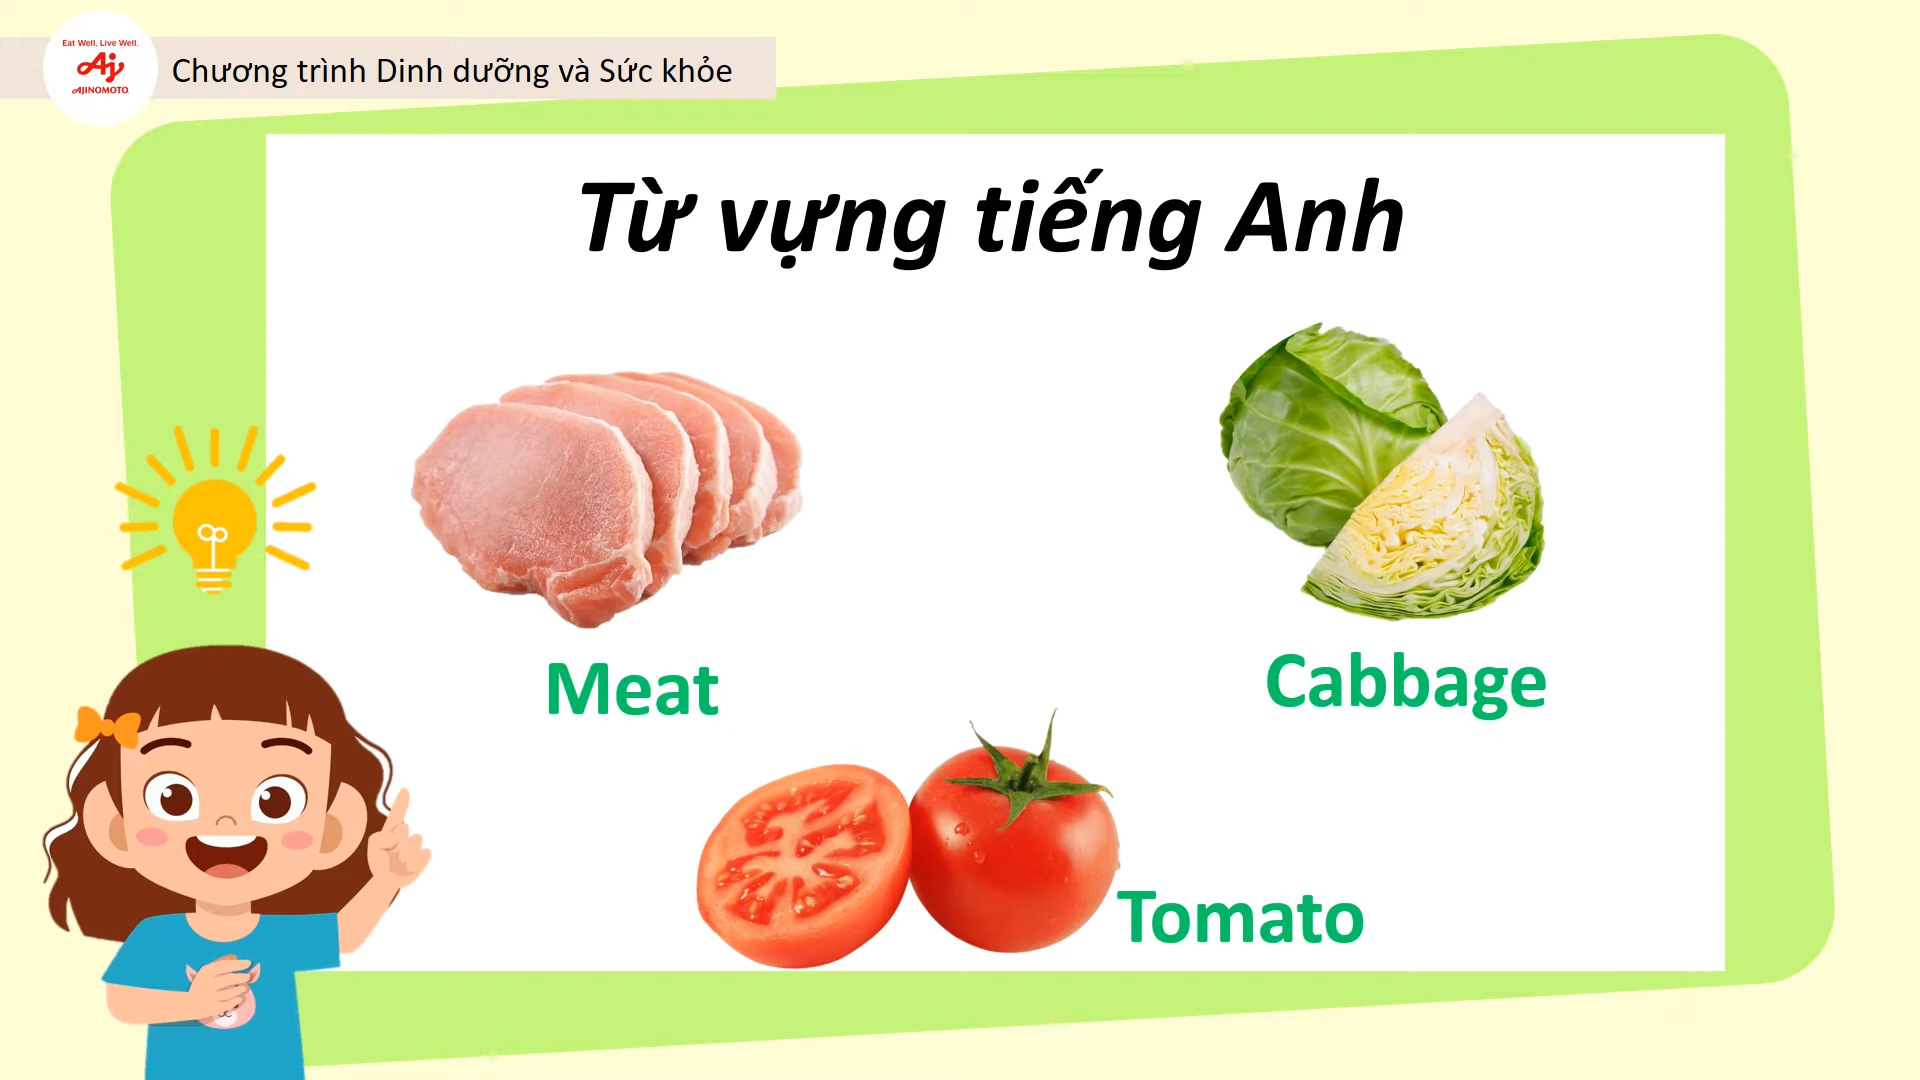 Eat Well, Live Well.
AJINOMOTO
Chương trình Dinh dưỡng và Sức khỏe
Từ vựng tiếng Anh
Meat
Cabbage
Tomato